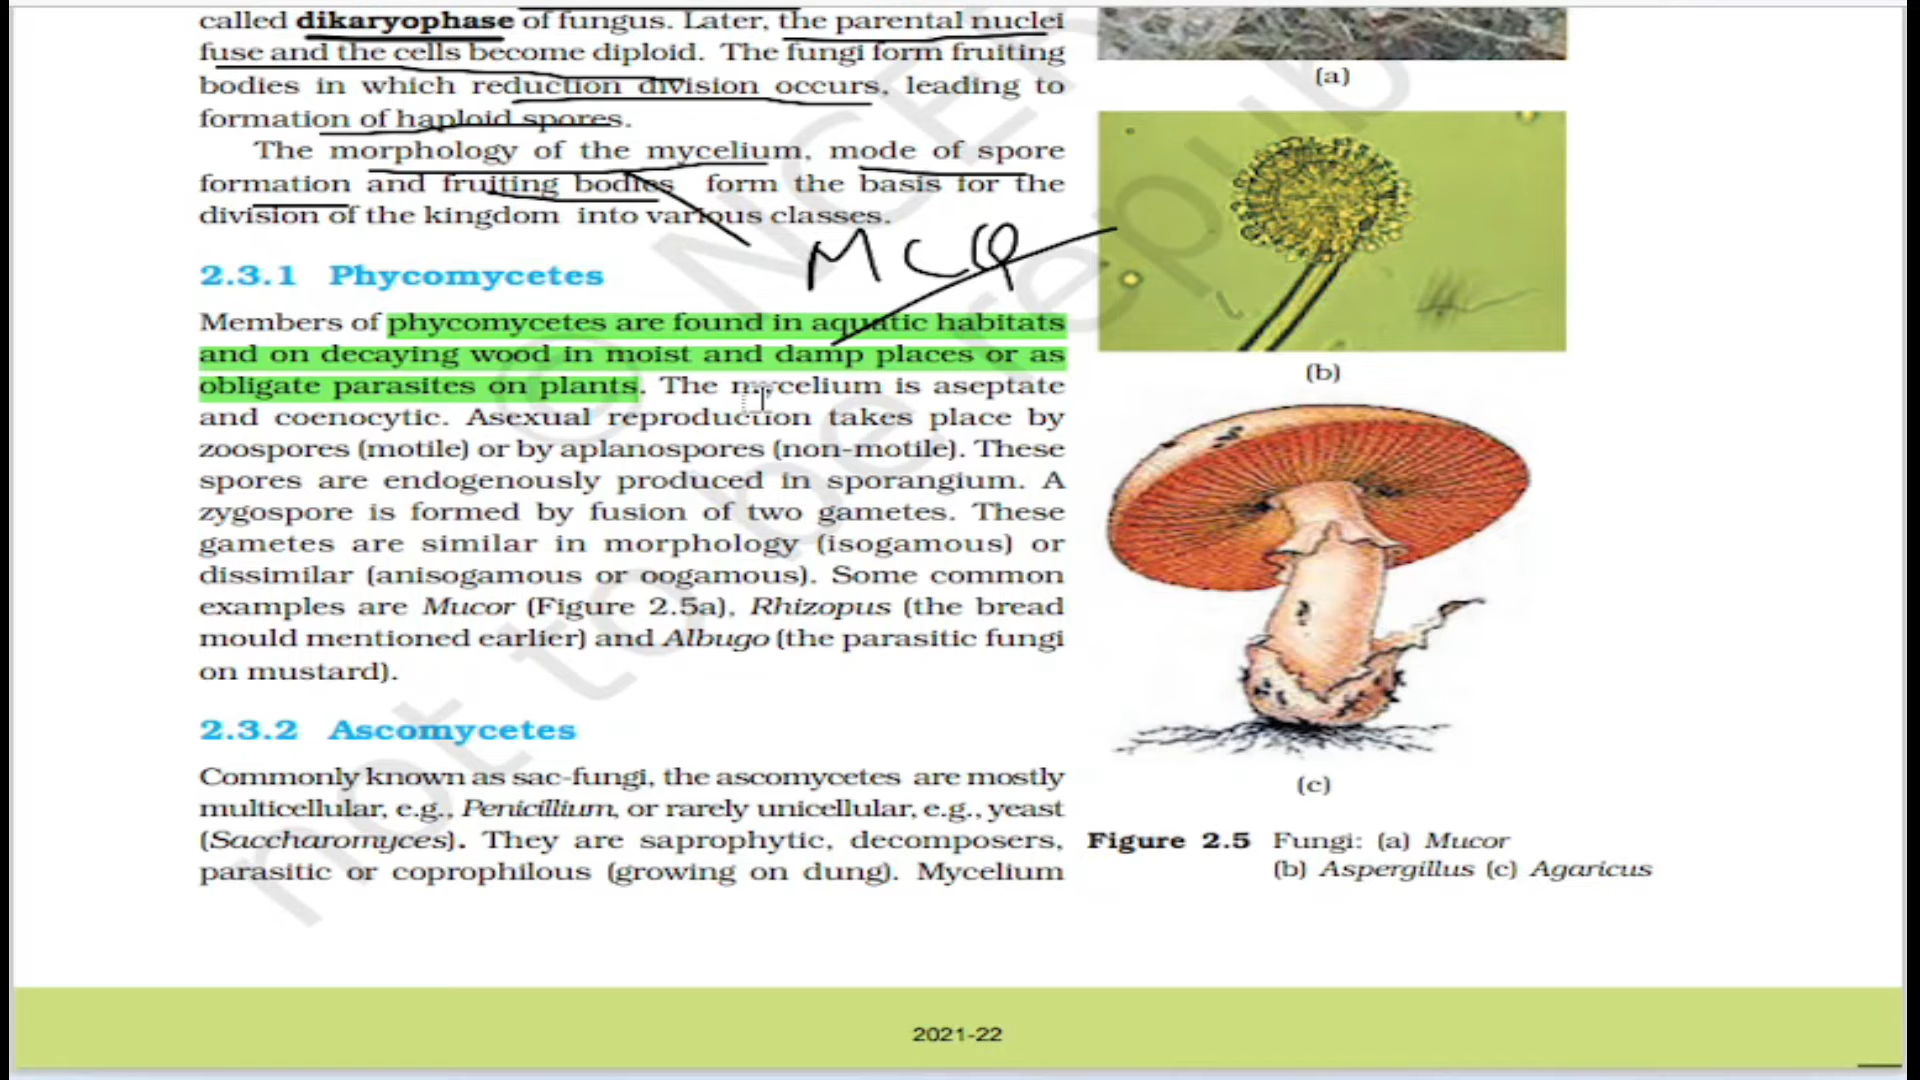 called dikaryophase of fungus. Later, the parental nuclei
fuse and the cells become diploid. The fungi form fruiting
bodies in which reduction division occurs, leading to
formation of haploid spores.
The morphology of the mycelium, mode of spore
formation and fruiting bodies form the basis for the
division of the kingdom into various classes.
MCQ
2.3.1 Phycomycetes
Members of phycomycetes are found in aquatic habitats
and on decaying wood in moist and damp places or as
obligate parasites on plants. The mycelium is aseptate
and coenocytic. Asexual reproduction takes place by
zoospores (motile) or by aplanospores (non-motile). These
spores are endogenously produced in sporangium. A
zygospore is formed by fusion of two gametes. These
gametes are similar in morphology (isogamous) or
dissimilar (anisogamous or oogamous). Some common
examples are Mucor (Figure 2.5a), Rhizopus (the bread
mould mentioned earlier) and Albugo (the parasitic fungi
on mustard).
2.3.2 Ascomycetes
Commonly known as sac-fungi, the ascomycetes are mostly
multicellular, e.g., Penicillium, or rarely unicellular, e.g., yeast
(Saccharomyces). They are saprophytic, decomposers,
parasitic or coprophilous (growing on dung). Mycelium
(a)
(b)
(c)
Figure 2.5 Fungi: (a) Mucor
(b) Aspergillus (c) Agaricus
© NCERT
not to be republ
2021-22